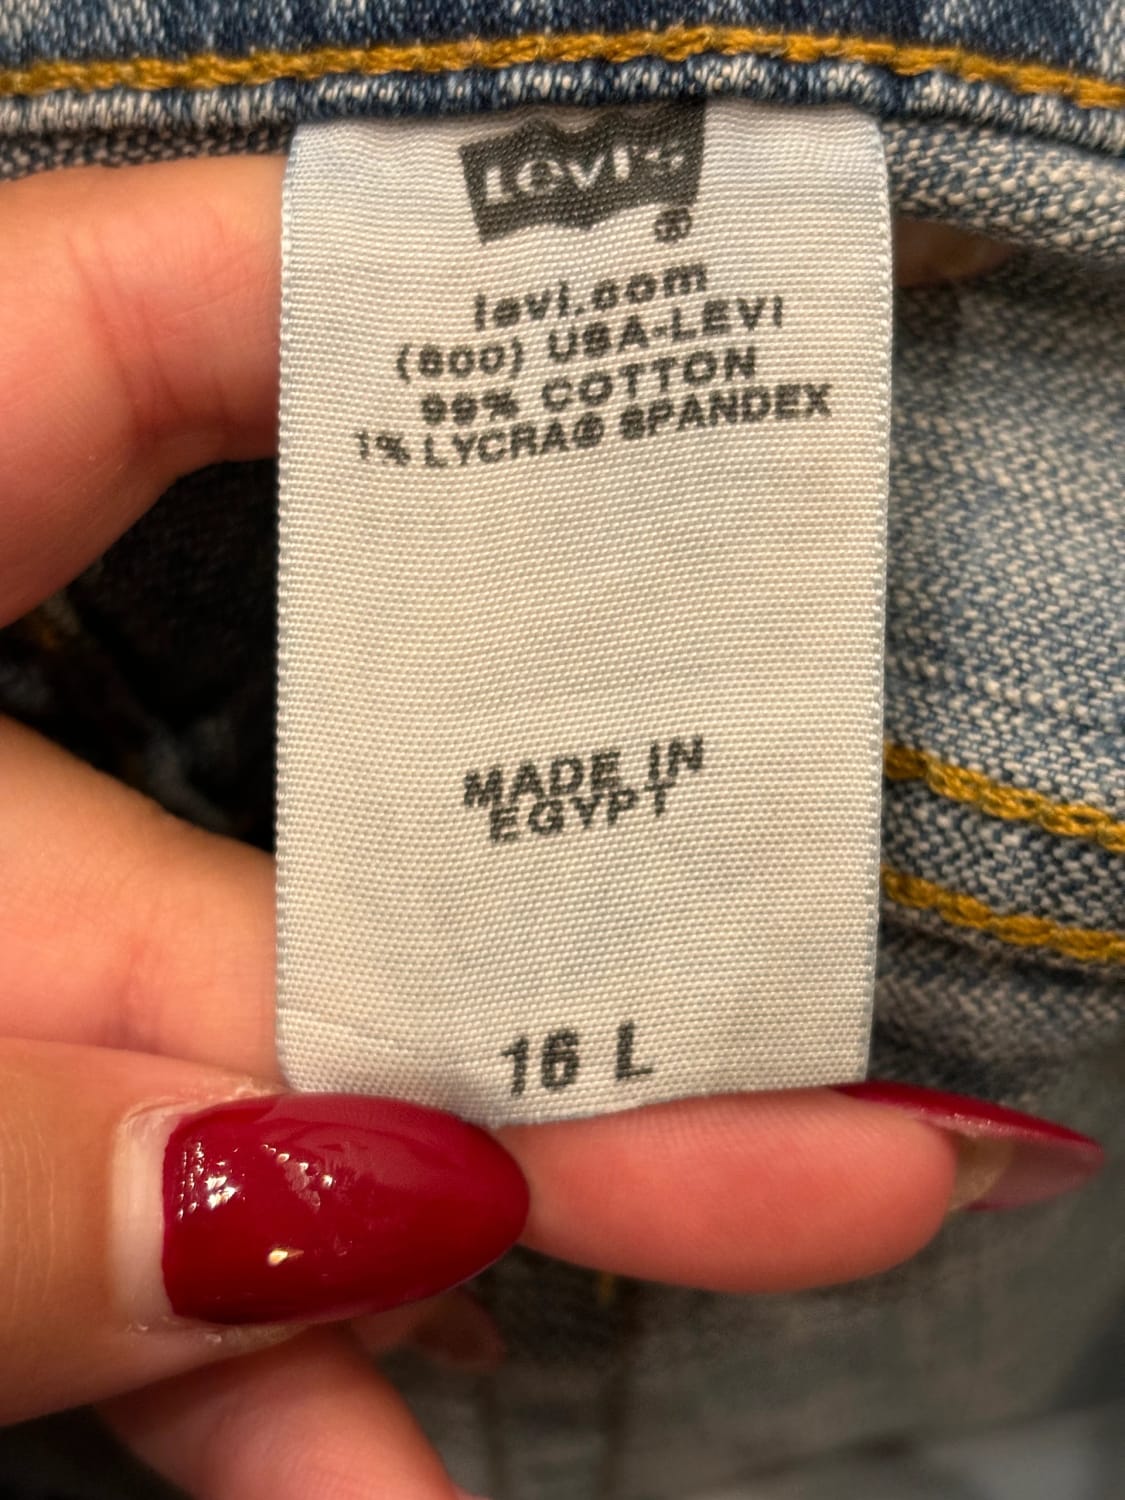 Levi's
®
levi.com
(800) USA-LEVI
99% COTTON
1% LYCRA® SPANDEX
MADE IN
EGYPT
16 L